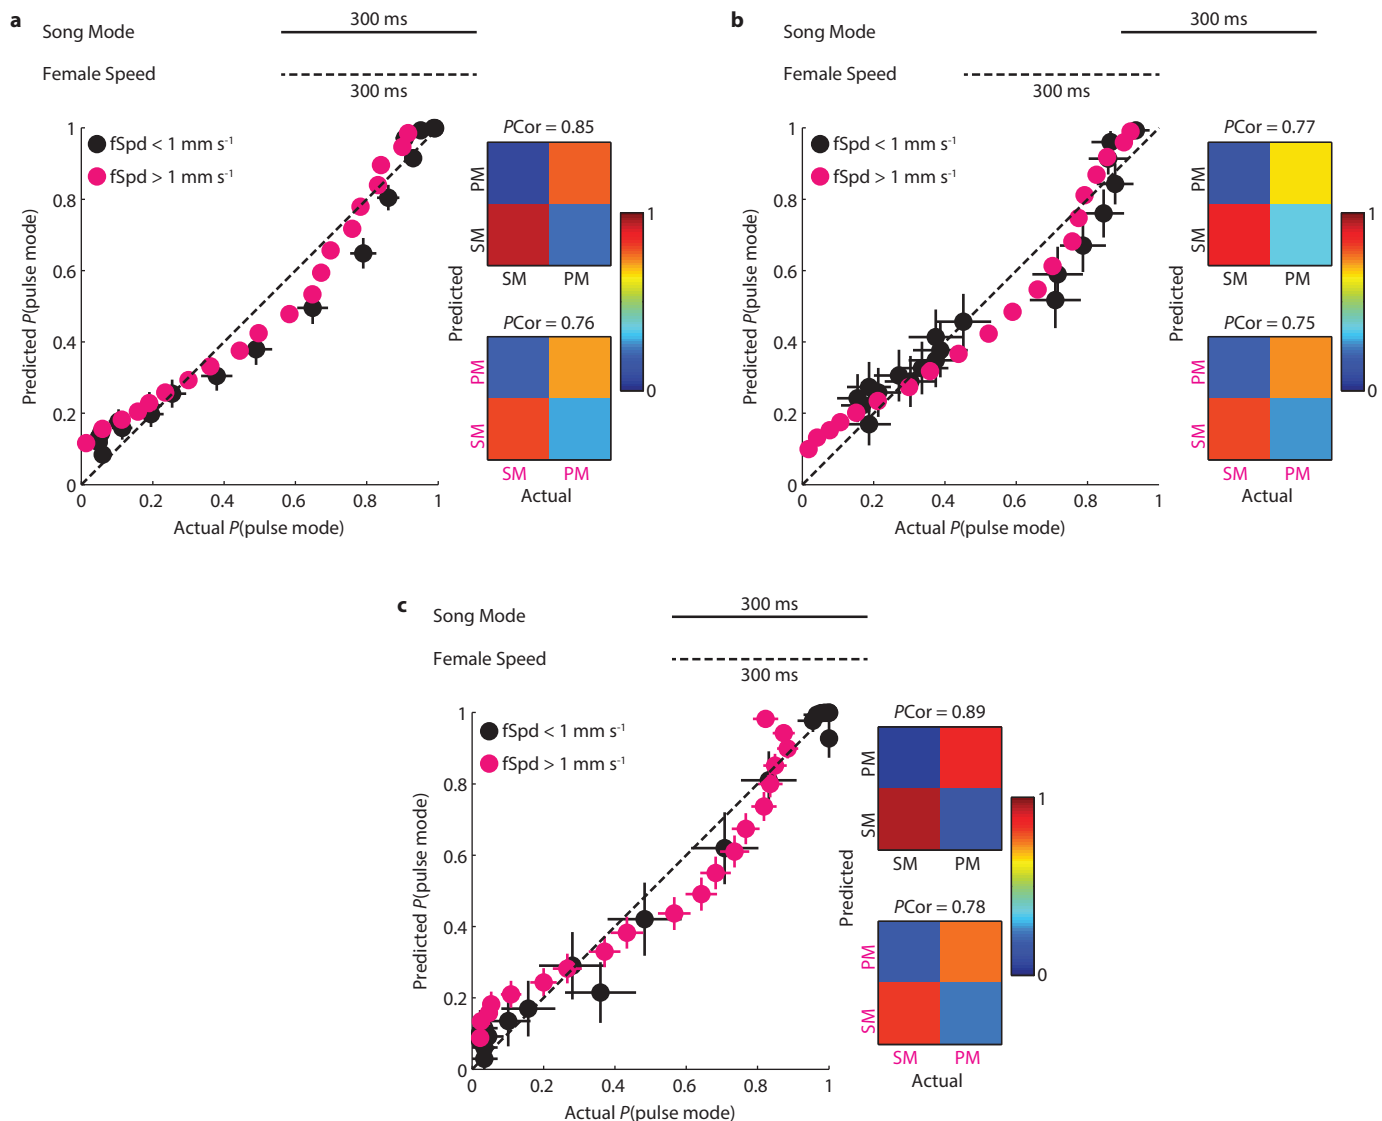 a
300 ms
Song Mode
Female Speed
300 ms
fSpd < 1 mm s⁻¹
fSpd > 1 mm s⁻¹
1
0.8
0.6
0.4
0.2
0
Predicted P(pulse mode)
0 0.2 0.4 0.6 0.8 1
Actual P(pulse mode)
PCor = 0.85
PM
SM
SM PM
Predicted
1
0
PCor = 0.76
PM
SM
SM PM
Actual
b
300 ms
Song Mode
Female Speed
300 ms
fSpd < 1 mm s⁻¹
fSpd > 1 mm s⁻¹
1
0.8
0.6
0.4
0.2
0
Predicted P(pulse mode)
0 0.2 0.4 0.6 0.8 1
Actual P(pulse mode)
PCor = 0.77
PM
SM
SM PM
Predicted
1
0
PCor = 0.75
PM
SM
SM PM
Actual
c
300 ms
Song Mode
Female Speed
300 ms
fSpd < 1 mm s⁻¹
fSpd > 1 mm s⁻¹
1
0.8
0.6
0.4
0.2
0
Predicted P(pulse mode)
0 0.2 0.4 0.6 0.8 1
Actual P(pulse mode)
PCor = 0.89
PM
SM
SM PM
Predicted
1
0
PCor = 0.78
PM
SM
SM PM
Actual